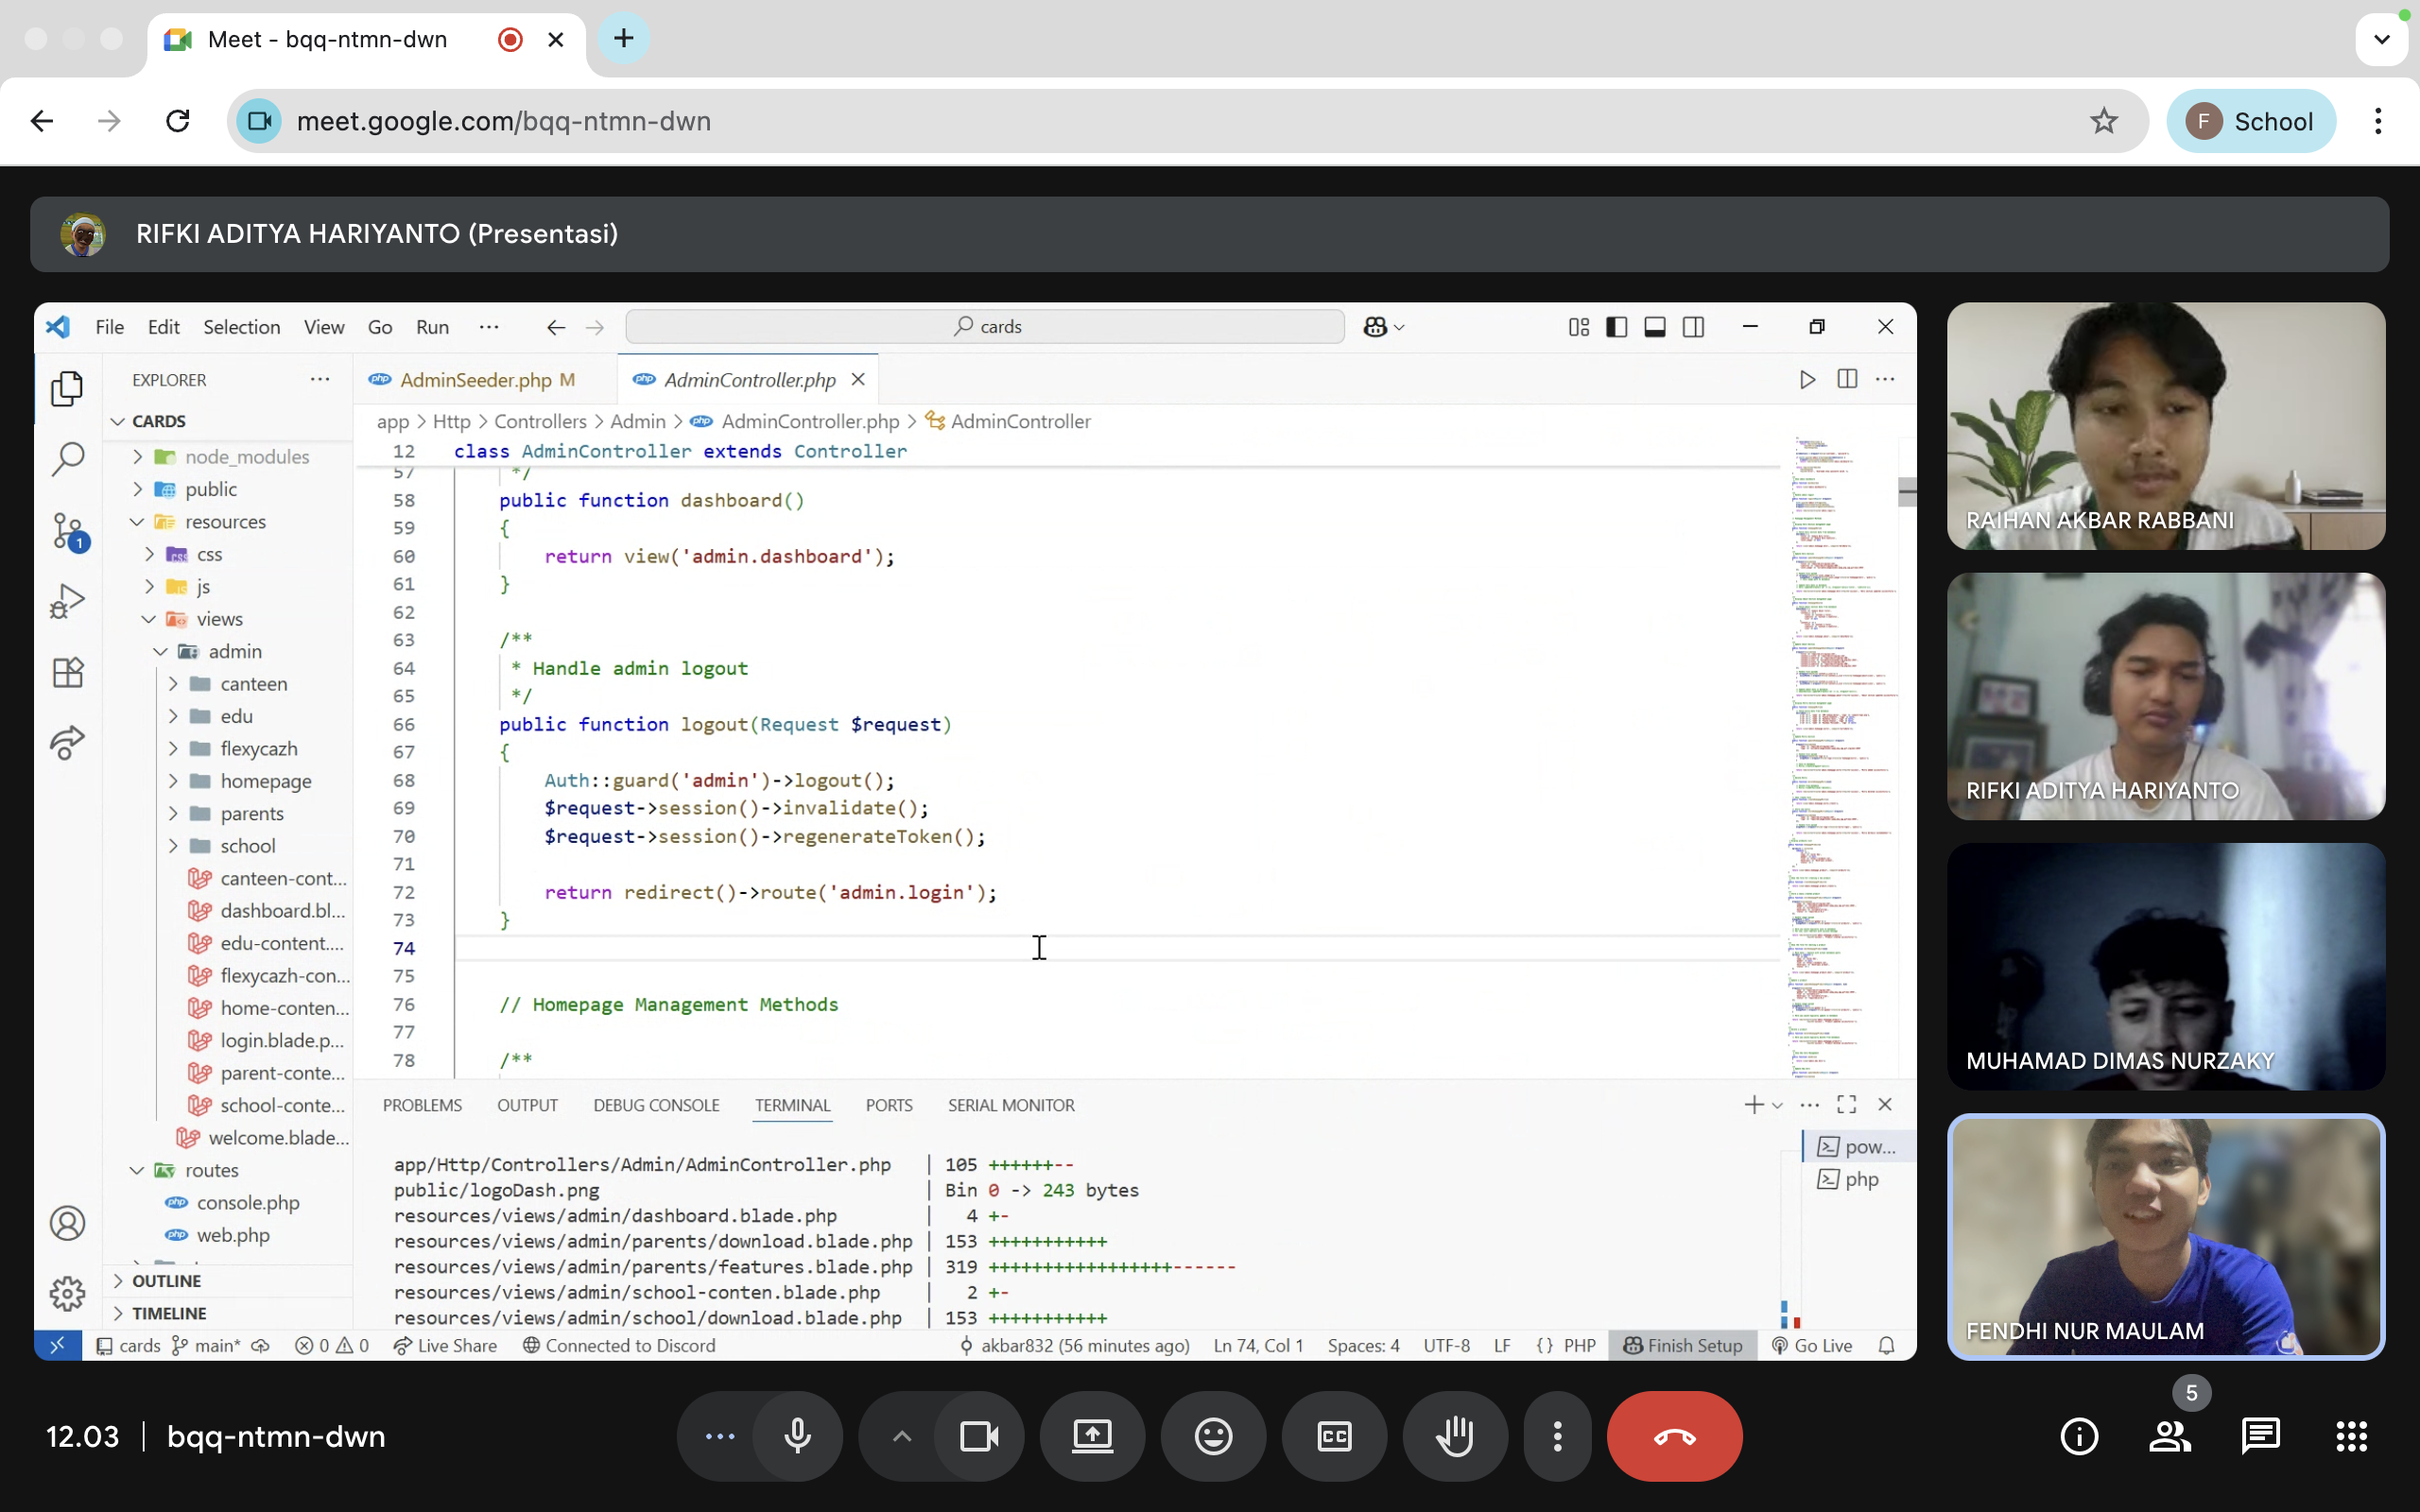 Meet - bqq-ntmn-dwn
meet.google.com/bqq-ntmn-dwn
F School
RIFKI ADITYA HARIYANTO (Presentasi)
File Edit Selection View Go Run ... cards
EXPLORER ...
AdminSeeder.php M
AdminController.php
CARDS
app > Http > Controllers > Admin > AdminController.php > AdminController
node_modules
public
resources
css
js
views
admin
canteen
edu
flexycazh
homepage
parents
school
canteen-cont...
dashboard.bl...
edu-content....
flexycazh-con...
home-conten...
login.blade.p...
parent-conte...
school-conte...
welcome.blade...
routes
console.php
web.php
OUTLINE
TIMELINE
1
12 class AdminController extends Controller
57 */
58 public function dashboard()
59 {
60 return view('admin.dashboard');
61 }
62
63 /**
64 * Handle admin logout
65 */
66 public function logout(Request $request)
67 {
68 Auth::guard('admin')->logout();
69 $request->session()->invalidate();
70 $request->session()->regenerateToken();
71
72 return redirect()->route('admin.login');
73 }
74
75
76 // Homepage Management Methods
77
78 /**
PROBLEMS OUTPUT DEBUG CONSOLE TERMINAL PORTS SERIAL MONITOR
app/Http/Controllers/Admin/AdminController.php | 105 ++++++--
public/logoDash.png | Bin 0 -> 243 bytes
resources/views/admin/dashboard.blade.php | 4 +-
resources/views/admin/parents/download.blade.php | 153 +++++++++++
resources/views/admin/parents/features.blade.php | 319 +++++++++++++++++------
resources/views/admin/school-conten.blade.php | 2 +-
resources/views/admin/school/download.blade.php | 153 +++++++++++
pow...
php
cards main* 0 0 Live Share Connected to Discord akbar832 (56 minutes ago) Ln 74, Col 1 Spaces: 4 UTF-8 LF {} PHP Finish Setup Go Live
RAIHAN AKBAR RABBANI
RIFKI ADITYA HARIYANTO
MUHAMAD DIMAS NURZAKY
FENDHI NUR MAULAM
12.03 | bqq-ntmn-dwn
CC
5